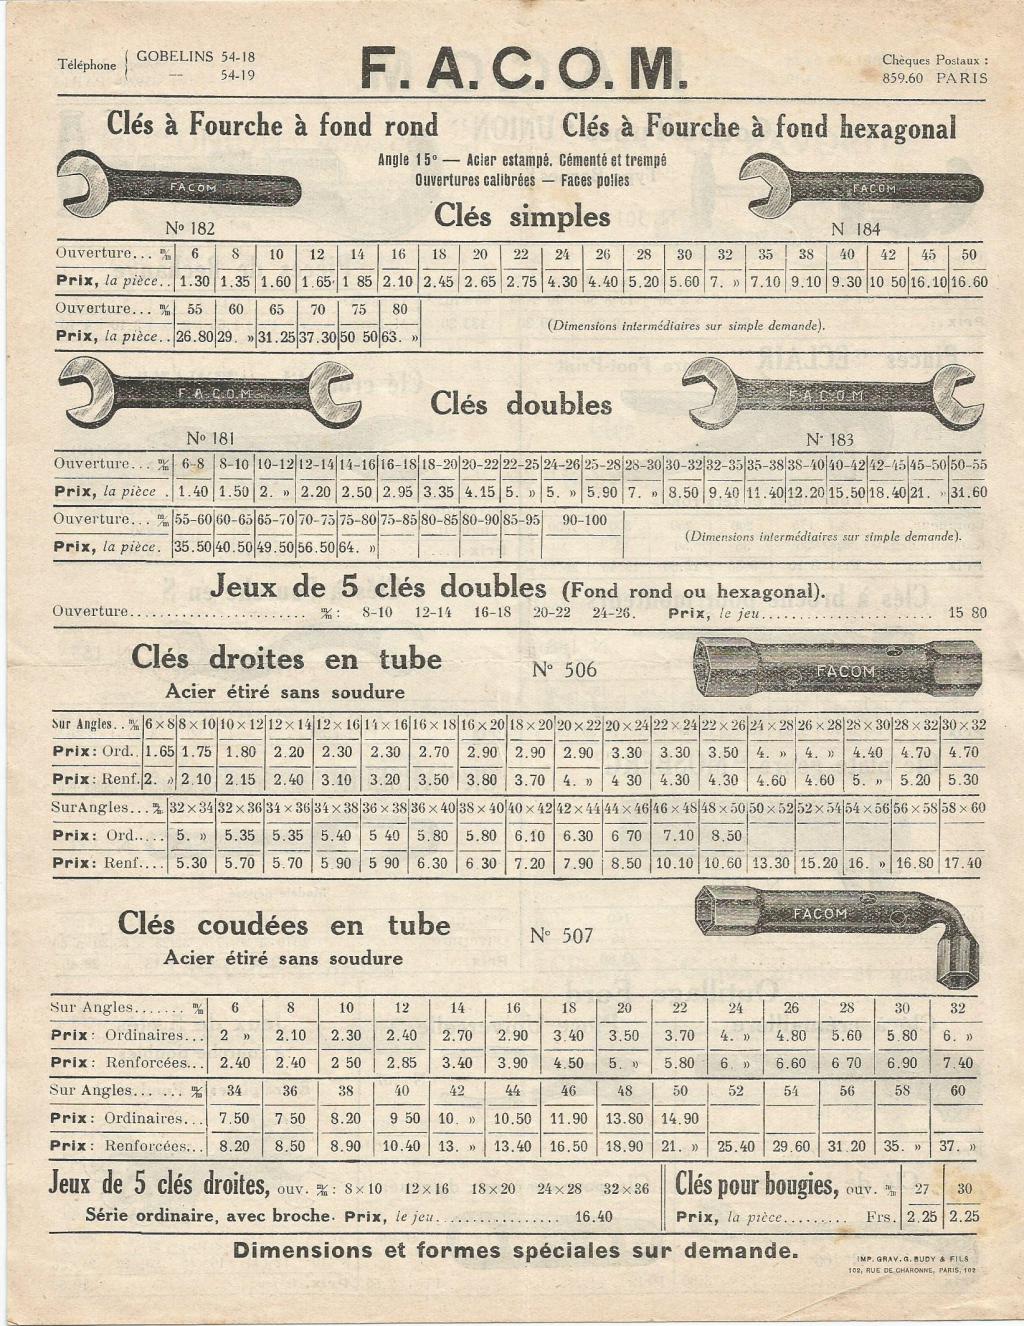 Téléphone { GOBELINS 54-18
— 54-19
F. A. C. O. M.
Chèques Postaux :
859.60 PARIS
Clés à Fourche à fond rond
Clés à Fourche à fond hexagonal
Angle 15° — Acier estampé. Cémenté et trempé
Ouvertures calibrées — Faces polies
FACOM
FACOM
Clés simples
Nº 182
N 184
Ouverture... m/m 6 8 10 12 14 16 18 20 22 24 26 28 30 32 35 38 40 42 45 50
Prix, la pièce.. 1.30 1.35 1.60 1.65 1 85 2.10 2.45 2.65 2.75 4.30 4.40 5.20 5.60 7. » 7.10 9.10 9.30 10 50 16.10 16.60
Ouverture... m/m 55 60 65 70 75 80
(Dimensions intermédiaires sur simple demande).
Prix, la pièce.. 26.80 29. » 31.25 37.30 50 50 63. »
FACOM
FACOM
Clés doubles
Nº 181
Nº 183
Ouverture... m/m 6-8 8-10 10-12 12-14 14-16 16-18 18-20 20-22 22-25 24-26 25-28 28-30 30-32 32-35 35-38 38-40 40-42 42-45 45-50 50-55
Prix, la pièce . 1.40 1.50 2. » 2.20 2.50 2.95 3.35 4.15 5. » 5. » 5.90 7. » 8.50 9.40 11.40 12.20 15.50 18.40 21. » 31.60
Ouverture... m/m 55-60 60-65 65-70 70-75 75-80 75-85 80-85 80-90 85-95 90-100
(Dimensions intermédiaires sur simple demande).
Prix, la pièce. 35.50 40.50 49.50 56.50 64. »
Jeux de 5 clés doubles (Fond rond ou hexagonal).
Ouverture........................ m/m : 8-10 12-14 16-18 20-22 24-26. Prix, le jeu..................... 15 80
Clés droites en tube
Nº 506
FACOM
Acier étiré sans soudure
Sur Angles.. m/m 6×8 8×10 10×12 12×14 12×16 14×16 16×18 16×20 18×20 20×22 20×24 22×24 22×26 24×28 26×28 28×30 28×32 30×32
Prix: Ord.. 1.65 1.75 1.80 2.20 2.30 2.30 2.70 2.90 2.90 2.90 3.30 3.30 3.50 4. » 4. » 4.40 4.70 4.70
Prix: Renf. 2. » 2.10 2.15 2.40 3.10 3.20 3.50 3.80 3.70 4. » 4 30 4.30 4.30 4.60 4.60 5. » 5.20 5.30
Sur Angles... m/m 32×34 32×36 34×36 34×38 36×38 36×40 38×40 40×42 42×44 44×46 46×48 48×50 50×52 52×54 54×56 56×58 58×60
Prix: Ord..... 5. » 5.35 5.35 5.40 5 40 5.80 5.80 6.10 6.30 6 70 7.10 8.50
Prix: Renf.... 5.30 5.70 5.70 5 90 5 90 6.30 6 30 7.20 7.90 8.50 10.10 10.60 13.30 15.20 16. » 16.80 17.40
Clés coudées en tube
Nº 507
FACOM
Acier étiré sans soudure
Sur Angles....... m/m 6 8 10 12 14 16 18 20 22 24 26 28 30 32
Prix: Ordinaires... 2 » 2.10 2.30 2.40 2.70 2.90 3 40 3.50 3.70 4. » 4.80 5.60 5 80 6. »
Prix: Renforcées... 2.40 2.40 2 50 2.85 3.40 3.90 4.50 5. » 5.80 6. » 6.60 6 70 6.90 7.40
Sur Angles... ... m/m 34 36 38 40 42 44 46 48 50 52 54 56 58 60
Prix: Ordinaires... 7.50 7 50 8.20 9 50 10. » 10.50 11.90 13.80 14.90
Prix: Renforcées... 8.20 8.50 8.90 10.40 13. » 13.40 16.50 18.90 21. » 25.40 29.60 31.20 35. » 37. »
Jeux de 5 clés droites, ouv. m/m : 8×10 12×16 18×20 24×28 32×36
Série ordinaire, avec broche. Prix, le jeu............... 16.40
Clés pour bougies, ouv. m/m 27 30
Prix, la pièce......... Frs. 2.25 2.25
Dimensions et formes spéciales sur demande.
IMP. GRAV. G. BUDY & FILS
102, RUE DE CHARONNE, PARIS, 102